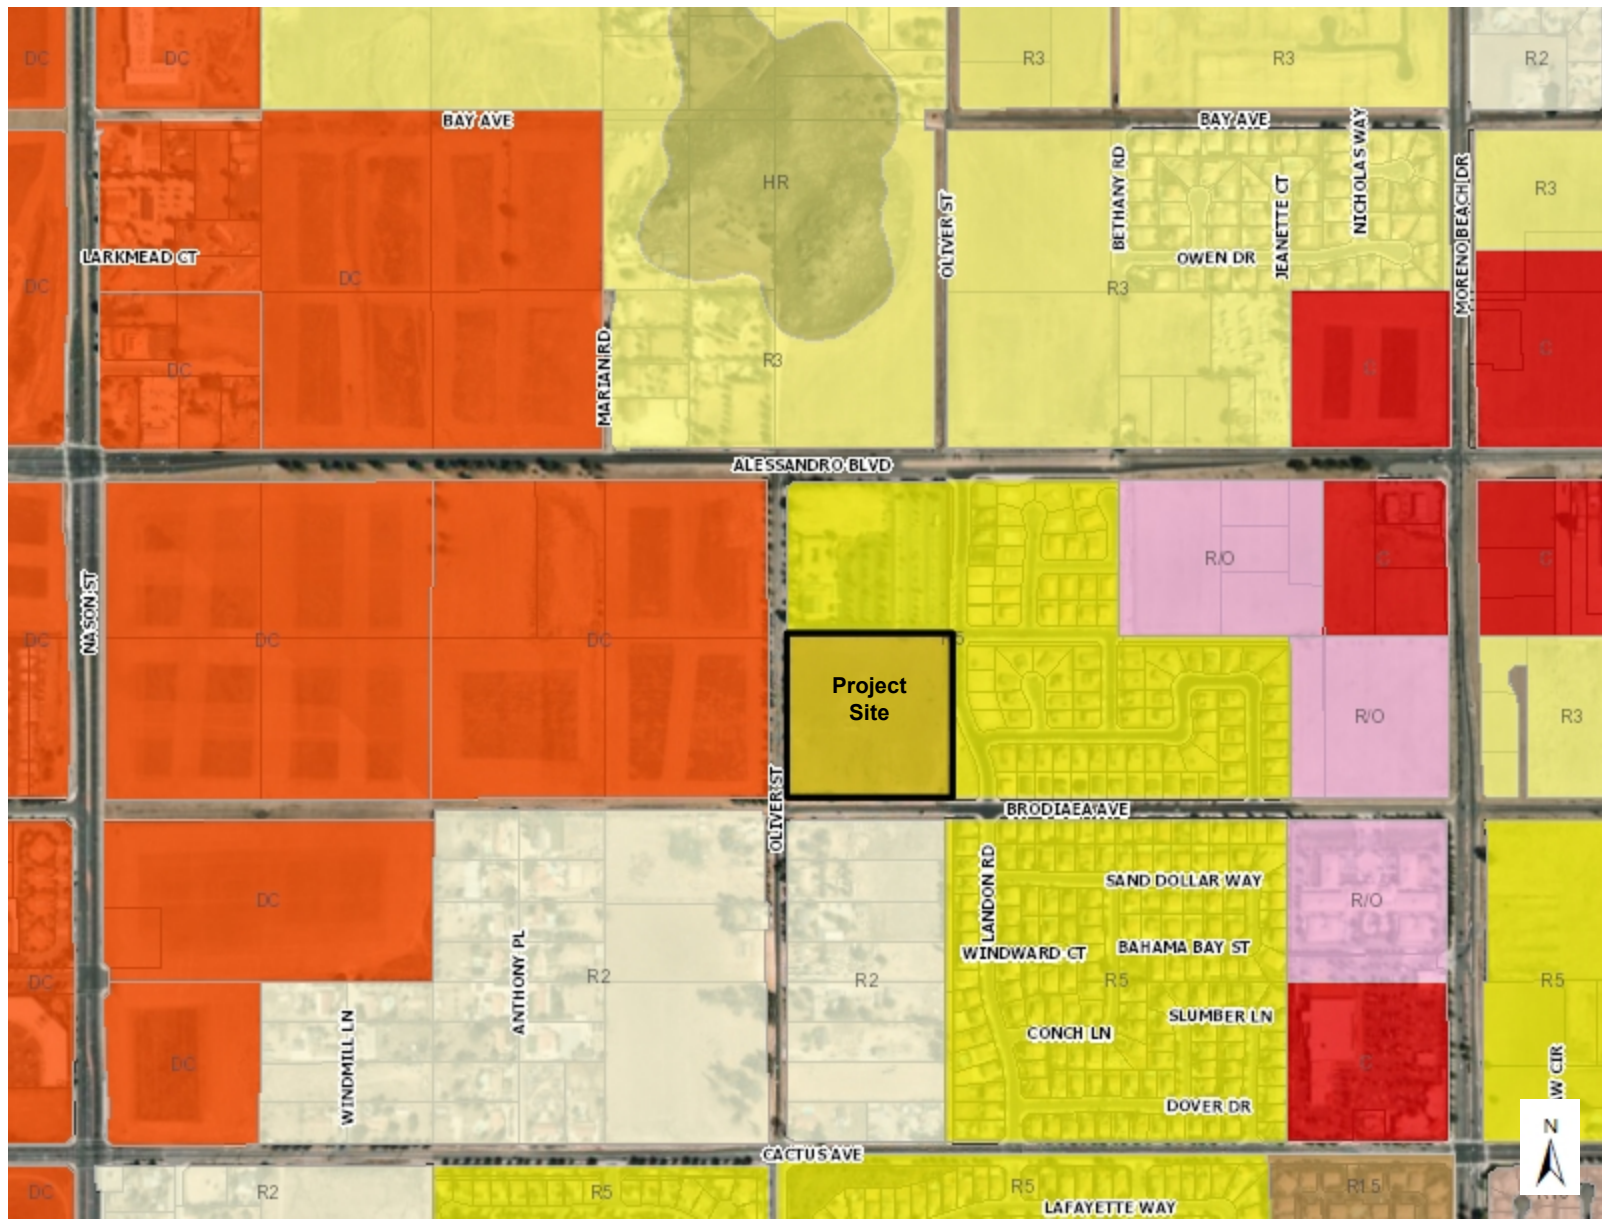 DC
DC
R3
R3
R2
BAY AVE
BAY AVE
NICHOLAS WAY
BETHANY RD
MORENO BEACH DR
HR
JEANETTE CT
R3
OLIVER ST
LARKMEAD CT
OWEN DR
DC
DC
R3
MARIAN RD
C
C
R3
DC
ALESSANDRO BLVD
R/O
C
C
NASON ST
DC
DC
DC
Project
Site
R/O
R3
OLIVER ST
BRODIAEA AVE
LANDON RD
SAND DOLLAR WAY
DC
R/O
ANTHONY PL
WINDWARD CT
BAHAMA BAY ST
DC
R2
R2
R5
R5
WINDMILL LN
SLUMBER LN
CONCH LN
DC
C
W CIR
DOVER DR
N
CACTUS AVE
DC
R2
R5
R5
R15
LAFAYETTE WAY